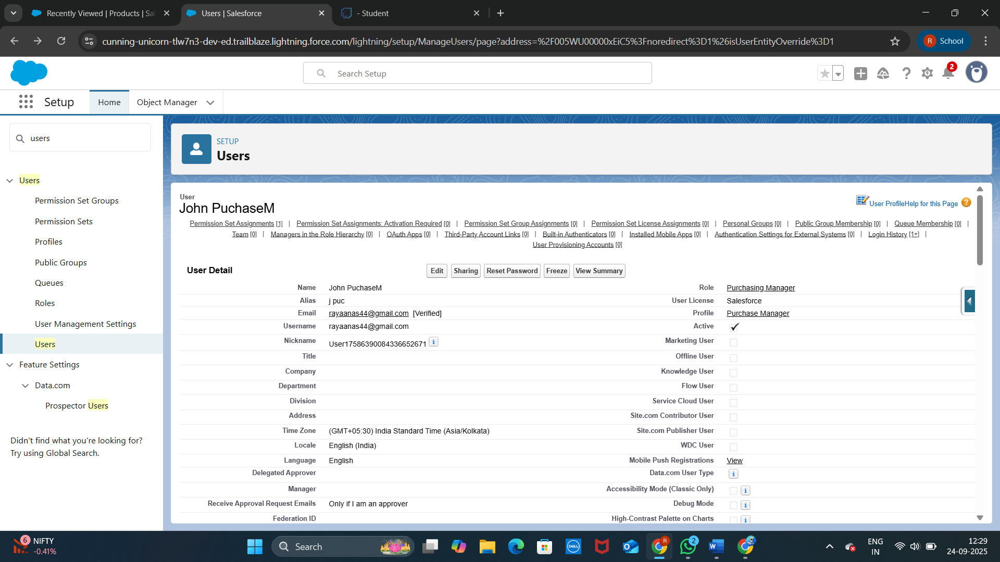 Recently Viewed | Products | Sal
Users | Salesforce
- Student
cunning-unicorn-tlw7n3-dev-ed.trailblaze.lightning.force.com/lightning/setup/ManageUsers/page?address=%2F005WU00000xEiC5%3Fnoredirect%3D1%26isUserEntityOverride%3D1
R School
Search Setup
2
Setup
Home
Object Manager
users
SETUP
Users
Users
Permission Set Groups
Permission Sets
Profiles
Public Groups
Queues
Roles
User Management Settings
Users
Feature Settings
Data.com
Prospector Users
Didn't find what you're looking for?
Try using Global Search.
User
John PuchaseM
User ProfileHelp for this Page ?
Permission Set Assignments [1] | Permission Set Assignments: Activation Required [0] | Permission Set Group Assignments [0] | Permission Set License Assignments [0] | Personal Groups [0] | Public Group Membership [0] | Queue Membership [0] |
Team [0] | Managers in the Role Hierarchy [0] | OAuth Apps [0] | Third-Party Account Links [0] | Built-in Authenticators [0] | Installed Mobile Apps [0] | Authentication Settings for External Systems [0] | Login History [1+] |
User Provisioning Accounts [0]
User Detail
Edit Sharing Reset Password Freeze View Summary
Name John PuchaseM Role Purchasing Manager
Alias j puc User License Salesforce
Email rayaanas44@gmail.com [Verified] Profile Purchase Manager
Username rayaanas44@gmail.com Active
Nickname User17586390084336652671 i Marketing User
Title Offline User
Company Knowledge User
Department Flow User
Division Service Cloud User
Address Site.com Contributor User
Time Zone (GMT+05:30) India Standard Time (Asia/Kolkata) Site.com Publisher User
Locale English (India) WDC User
Language English Mobile Push Registrations View
Delegated Approver Data.com User Type i
Manager Accessibility Mode (Classic Only) i
Receive Approval Request Emails Only if I am an approver Debug Mode i
Federation ID High-Contrast Palette on Charts i
6
NIFTY
-0.41%
Search
DELL
R
2
W
ENG
IN
12:29
24-09-2025